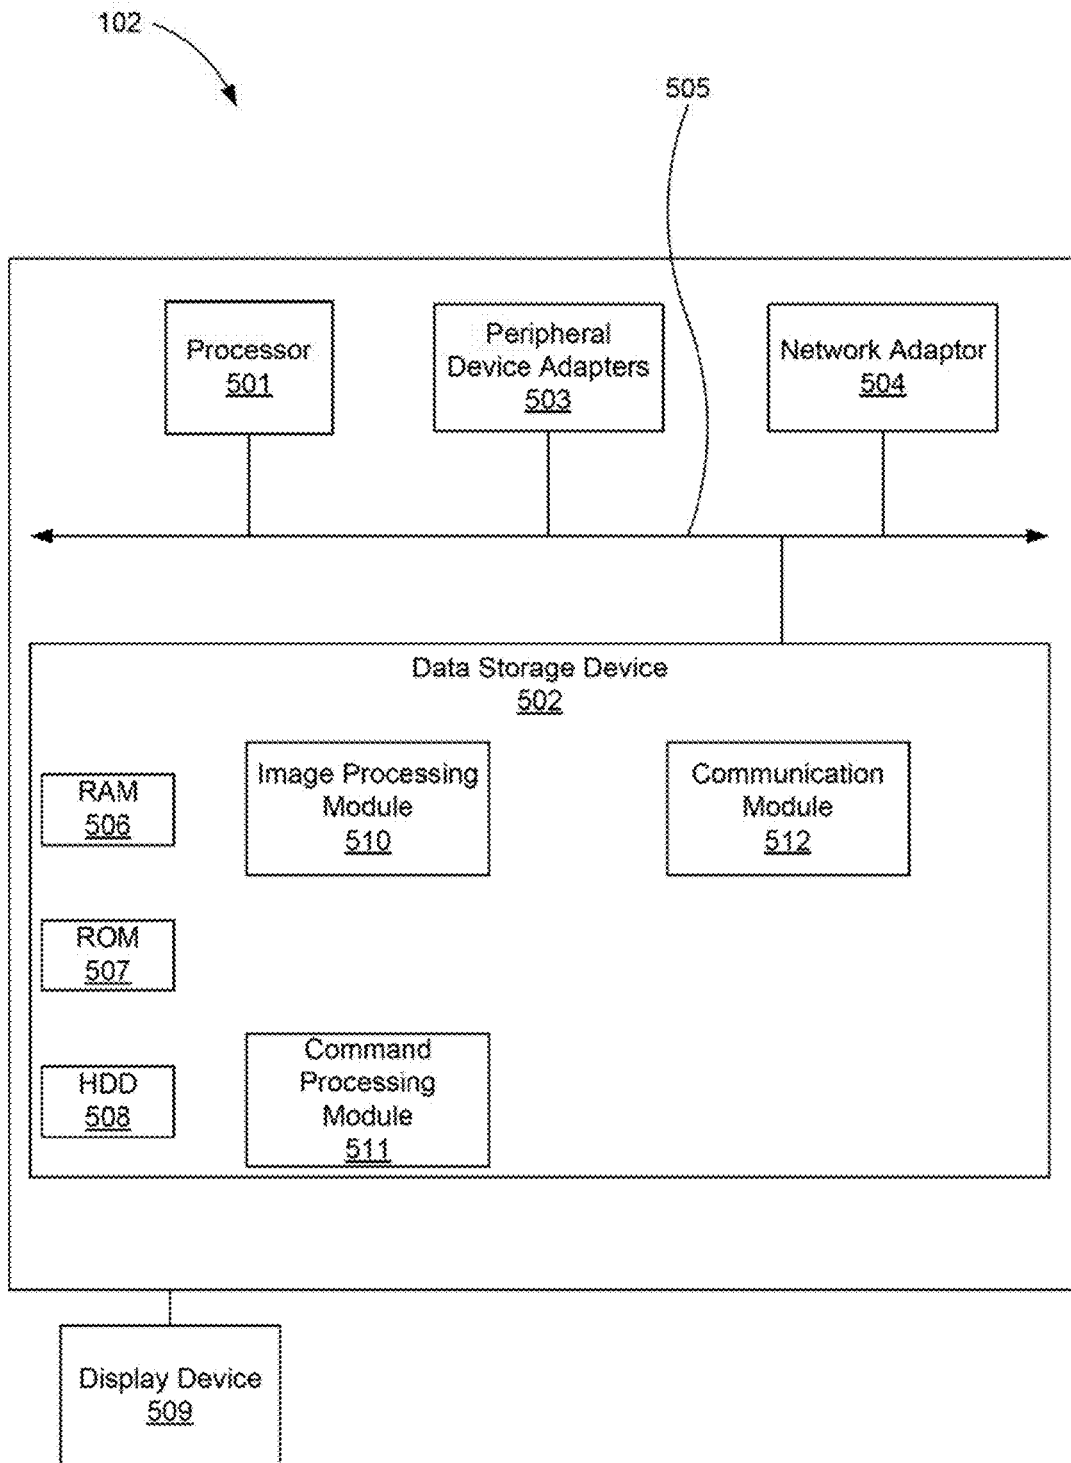 102
505
Processor
501
Peripheral
Device Adapters
503
Network Adaptor
504
Data Storage Device
502
RAM
506
Image Processing
Module
510
Communication
Module
512
ROM
507
HDD
508
Command
Processing
Module
511
Display Device
509